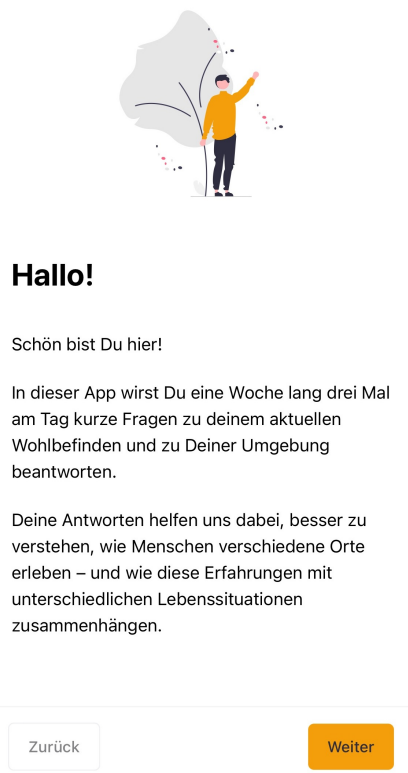 Hallo!
Schön bist Du hier!
In dieser App wirst Du eine Woche lang drei Mal
am Tag kurze Fragen zu deinem aktuellen
Wohlbefinden und zu Deiner Umgebung
beantworten.
Deine Antworten helfen uns dabei, besser zu
verstehen, wie Menschen verschiedene Orte
erleben – und wie diese Erfahrungen mit
unterschiedlichen Lebenssituationen
zusammenhängen.
Zurück
Weiter